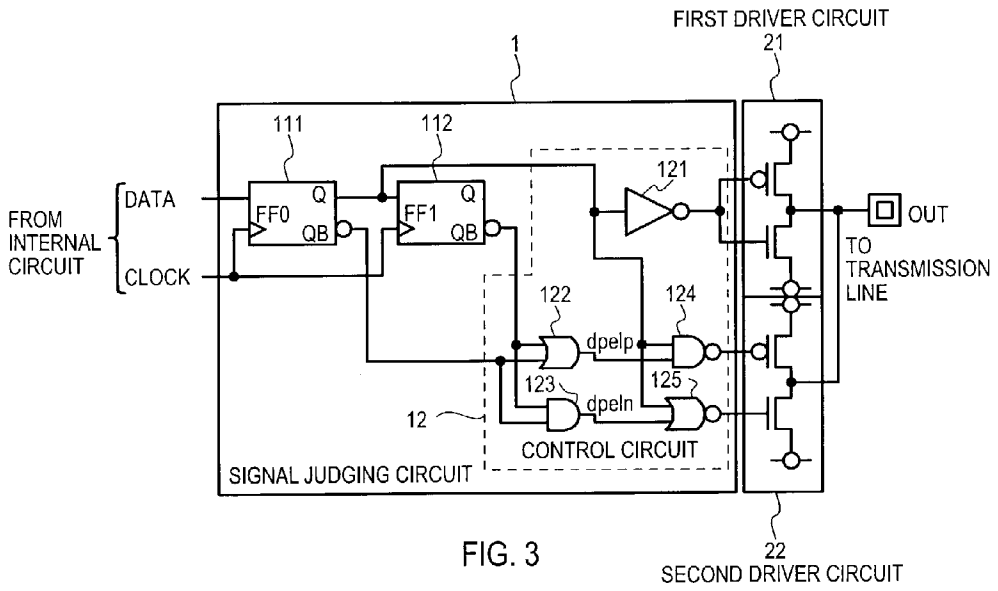 FIRST DRIVER CIRCUIT
21
1
111
112
121
DATA
Q
Q
FF0
FF1
QB
QB
OUT
FROM
INTERNAL
CIRCUIT
CLOCK
TO
TRANSMISSION
LINE
122
124
dpelp
123
125
dpeln
12
CONTROL CIRCUIT
SIGNAL JUDGING CIRCUIT
FIG. 3
22
SECOND DRIVER CIRCUIT